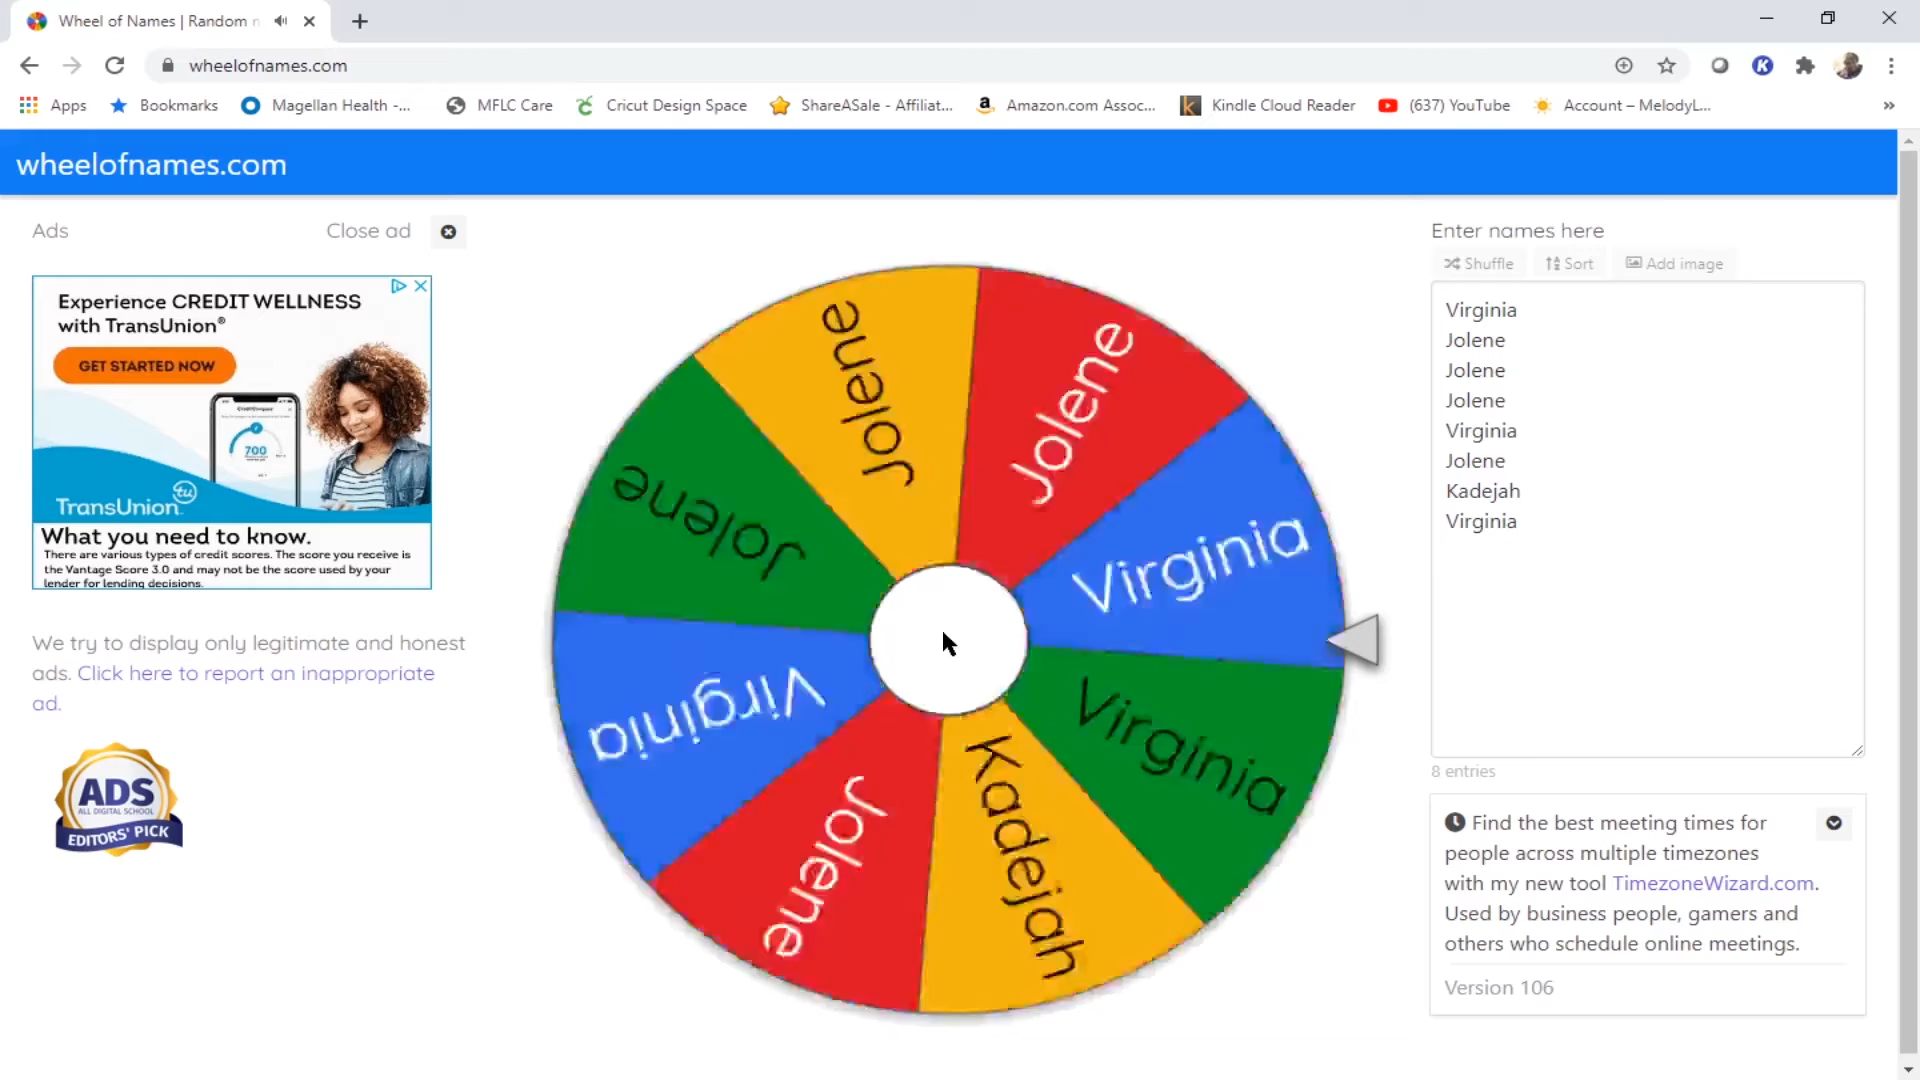 Wheel of Names | Random n
wheelofnames.com
Apps
Bookmarks
Magellan Health -...
MFLC Care
Cricut Design Space
ShareASale - Affiliat...
Amazon.com Assoc...
Kindle Cloud Reader
(637) YouTube
Account – MelodyL...
»
wheelofnames.com
Ads
Close ad
Experience CREDIT WELLNESS
with TransUnion®
GET STARTED NOW
700
TransUnion
tu
What you need to know.
There are various types of credit scores. The score you receive is
the Vantage Score 3.0 and may not be the score used by your
lender for lending decisions.
We try to display only legitimate and honest
ads. Click here to report an inappropriate
ad.
ADS
ALL DIGITAL SCHOOL
EDITORS' PICK
Jolene
Jolene
Virginia
Virginia
Kadejah
Jolene
Virginia
Jolene
Enter names here
Shuffle
Sort
Add image
Virginia
Jolene
Jolene
Jolene
Virginia
Jolene
Kadejah
Virginia
8 entries
Find the best meeting times for
people across multiple timezones
with my new tool TimezoneWizard.com.
Used by business people, gamers and
others who schedule online meetings.
Version 106